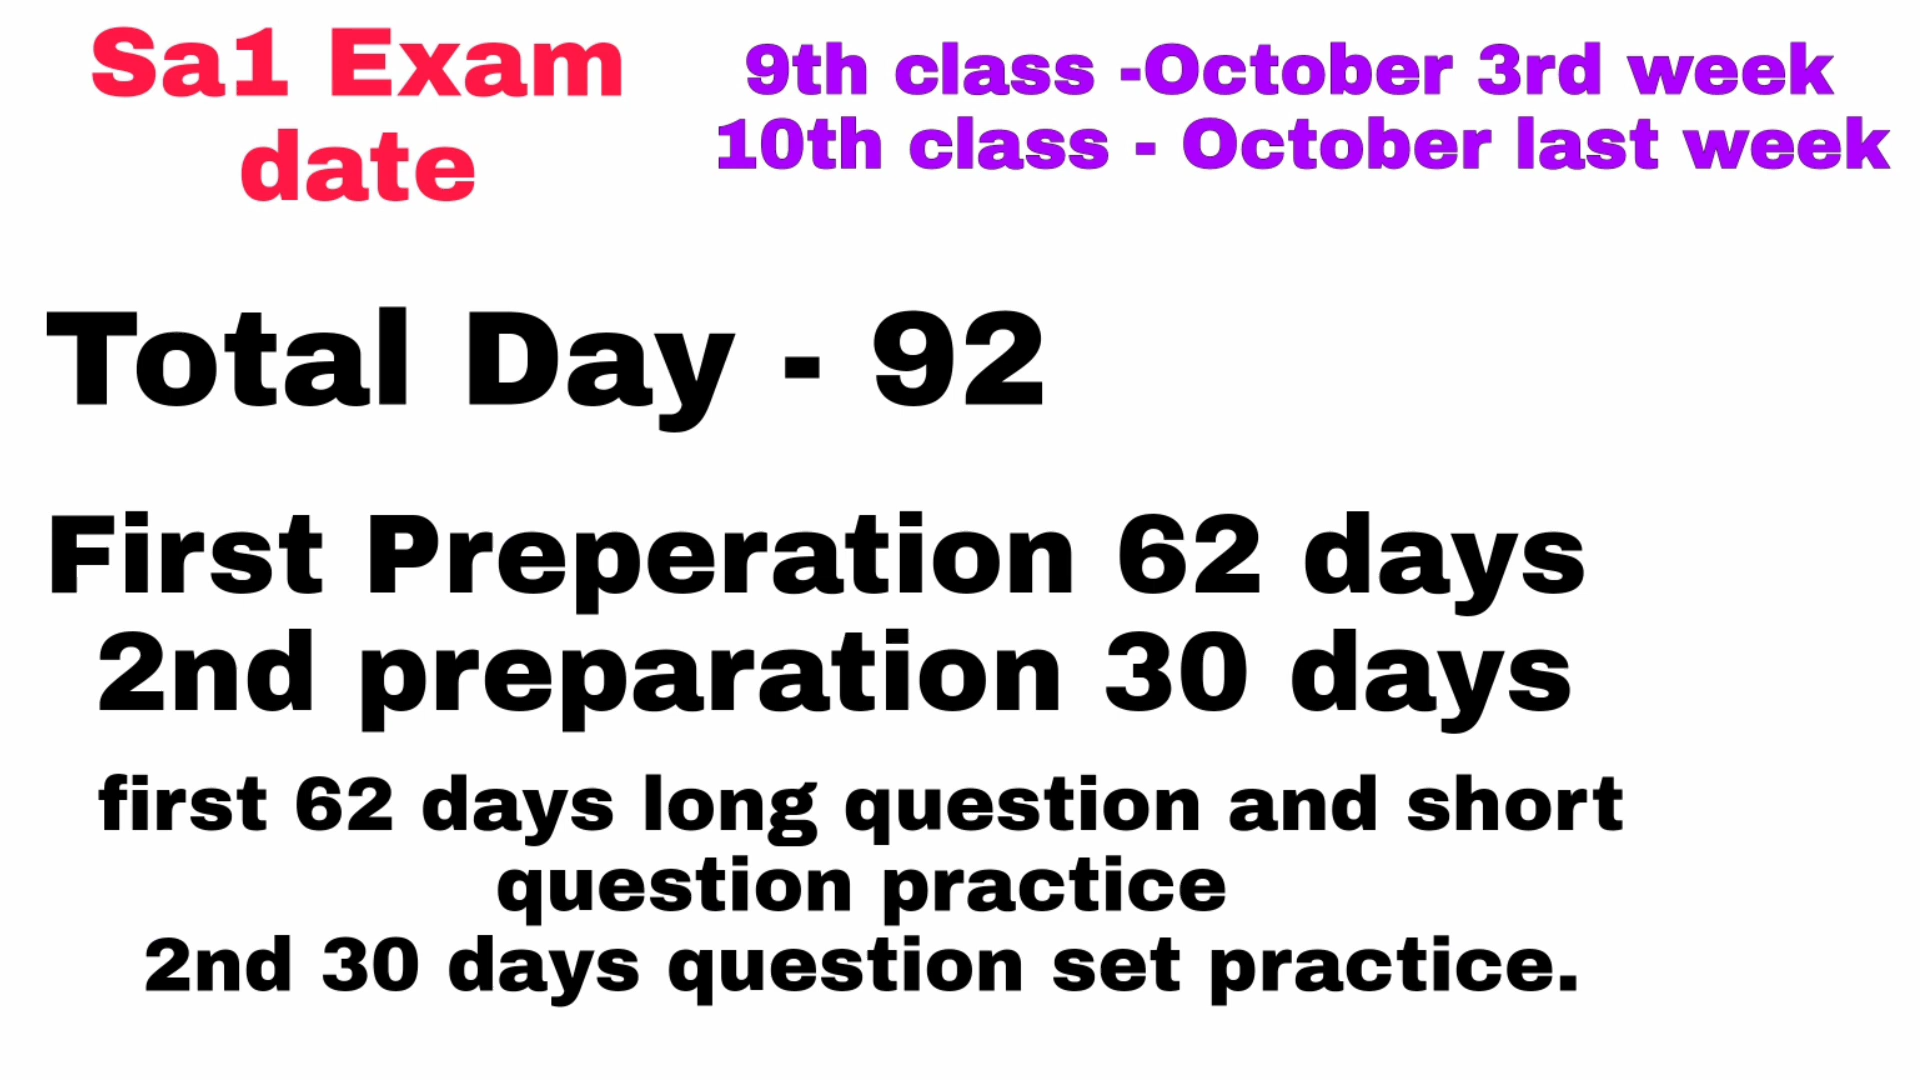 Sa1 Exam
date
9th class -October 3rd week
10th class - October last week
Total Day - 92
First Preperation 62 days
2nd preparation 30 days
first 62 days long question and short
question practice
2nd 30 days question set practice.